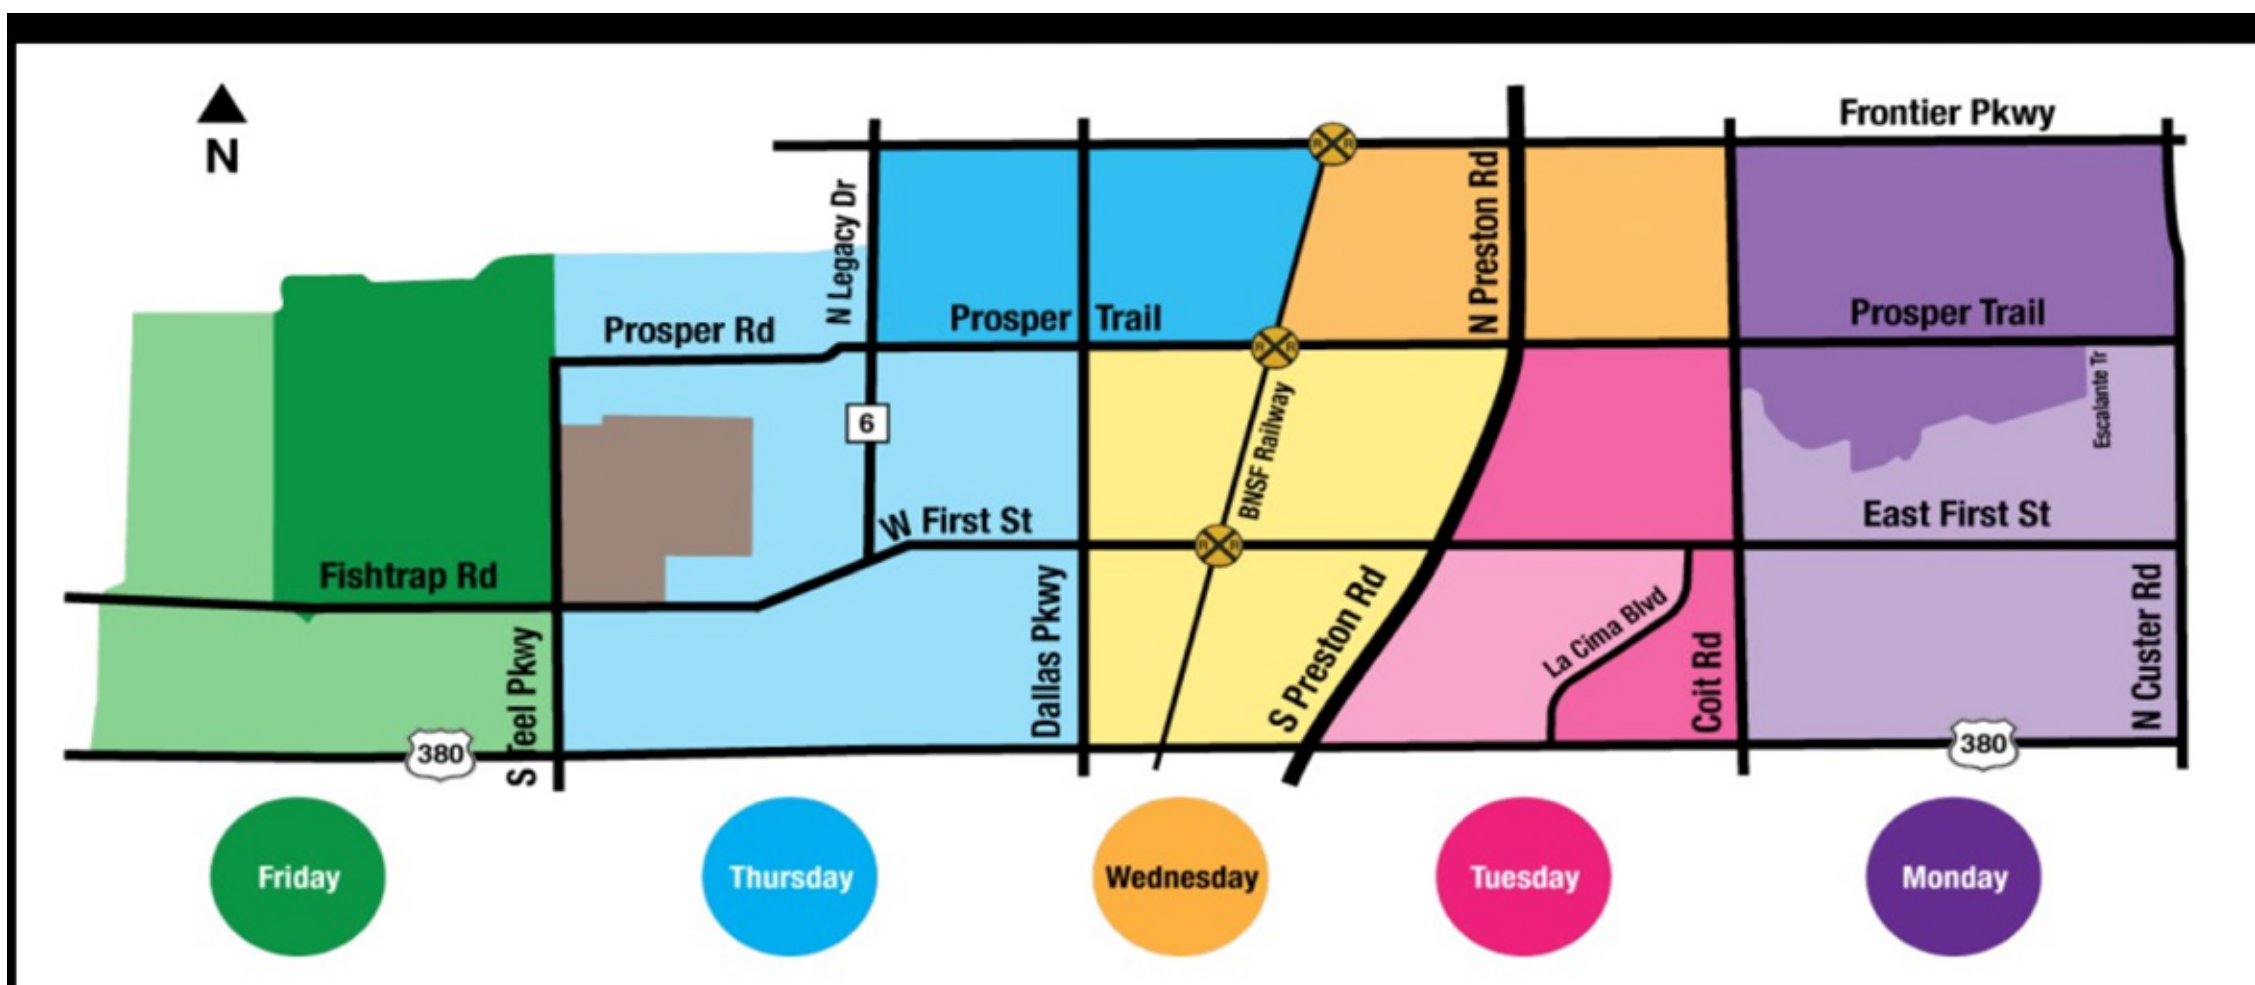 N
Frontier Pkwy
N Legacy Dr
N Preston Rd
Prosper Rd
Prosper Trail
Prosper Trail
R R
R R
R R
Escalante Tr
6
BNSF Railway
W First St
East First St
Fishtrap Rd
S Teel Pkwy
Dallas Pkwy
S Preston Rd
La Cima Blvd
Coit Rd
N Custer Rd
380
380
Friday
Thursday
Wednesday
Tuesday
Monday